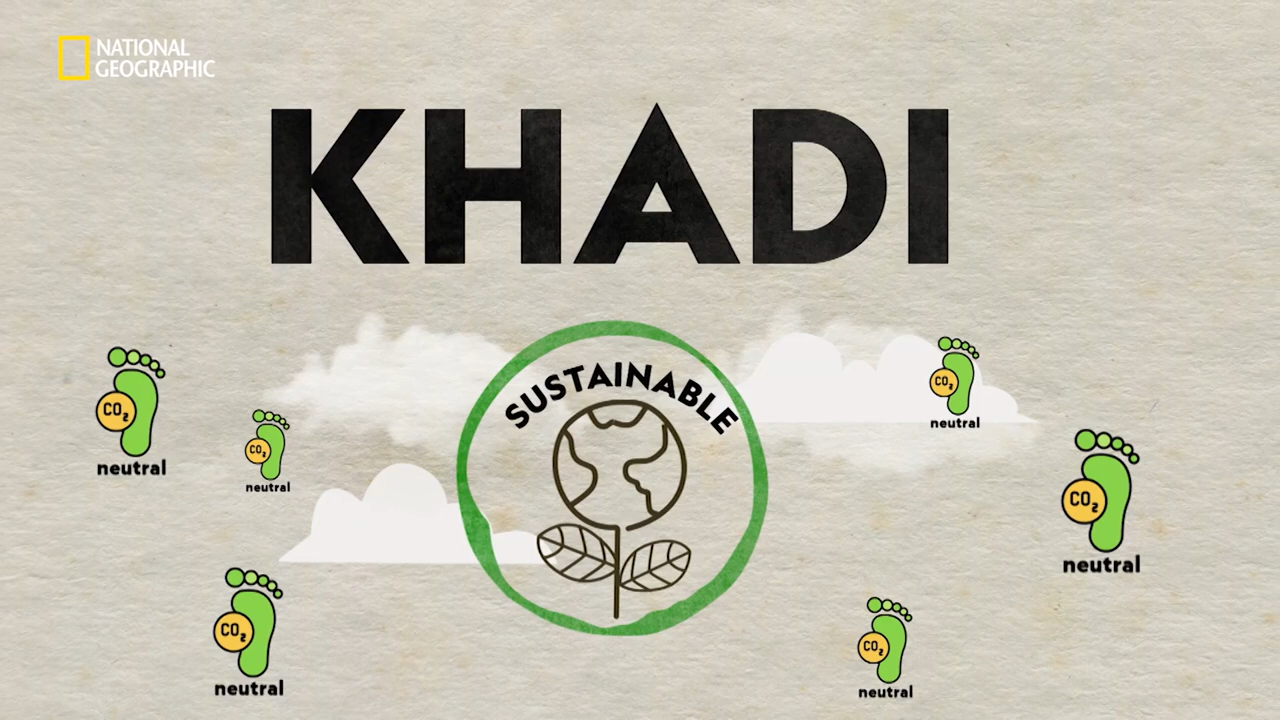 NATIONAL
GEOGRAPHIC
KHADI
SUSTAINABLE
CO₂
neutral
CO₂
neutral
CO₂
neutral
CO₂
neutral
CO₂
neutral
CO₂
neutral